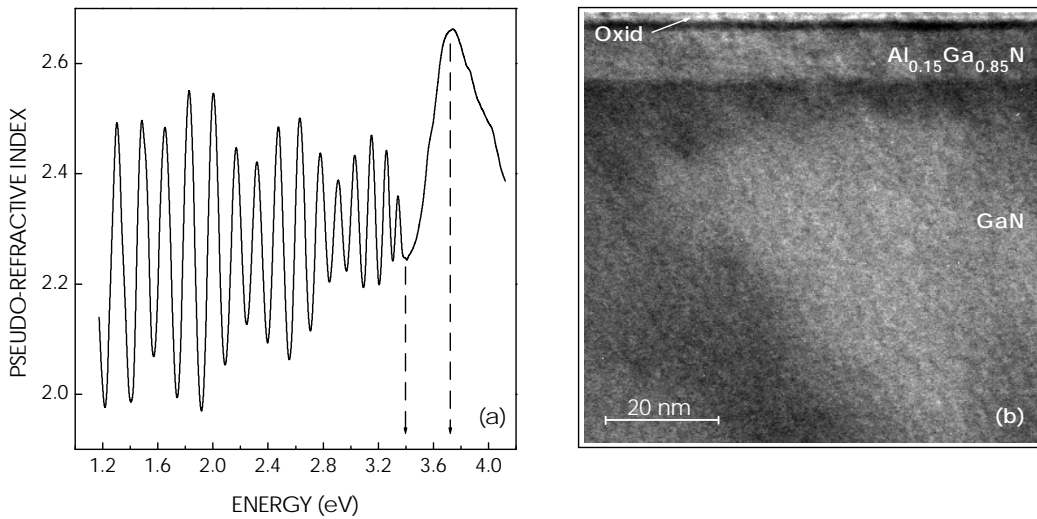 PSEUDO-REFRACTIVE INDEX
2.6
2.4
2.2
2.0
(a)
1.2 1.6 2.0 2.4 2.8 3.2 3.6 4.0
ENERGY (eV)
Oxid
Al0.15Ga0.85N
GaN
20 nm
(b)